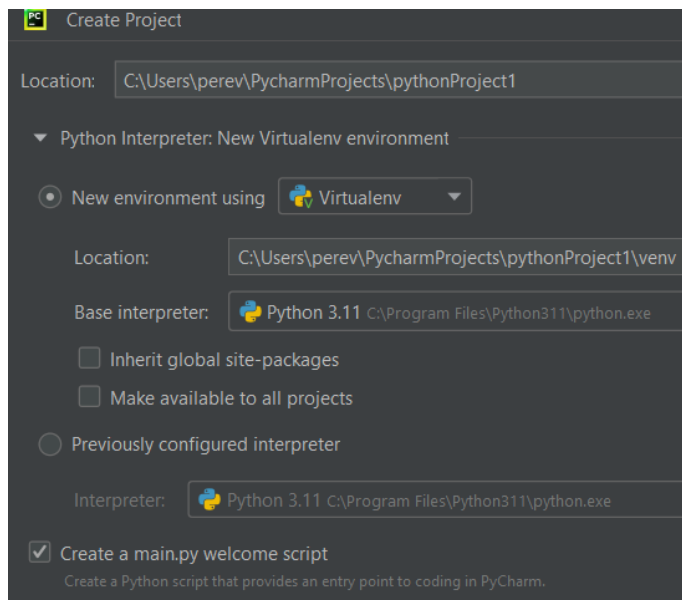 PC Create Project
Location: C:\Users\perev\PycharmProjects\pythonProject1
Python Interpreter: New Virtualenv environment
New environment using Virtualenv
Location: C:\Users\perev\PycharmProjects\pythonProject1\venv
Base interpreter: Python 3.11 C:\Program Files\Python311\python.exe
Inherit global site-packages
Make available to all projects
Previously configured interpreter
Interpreter: Python 3.11 C:\Program Files\Python311\python.exe
Create a main.py welcome script
Create a Python script that provides an entry point to coding in PyCharm.